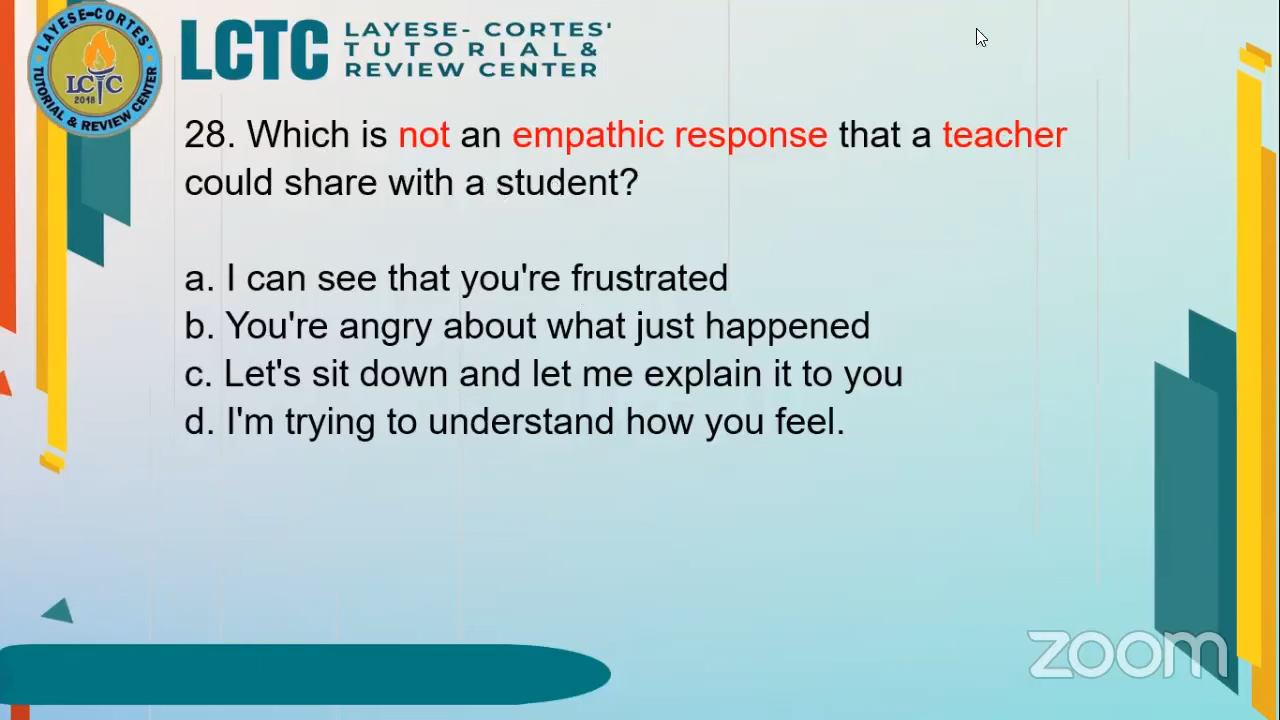 LAYESE-CORTES'
LCTC
2018
TUTORIAL & REVIEW CENTER
LCTC
LAYESE- CORTES'
TUTORIAL &
REVIEW CENTER
28. Which is not an empathic response that a teacher
could share with a student?
a. I can see that you're frustrated
b. You're angry about what just happened
c. Let's sit down and let me explain it to you
d. I'm trying to understand how you feel.
zoom